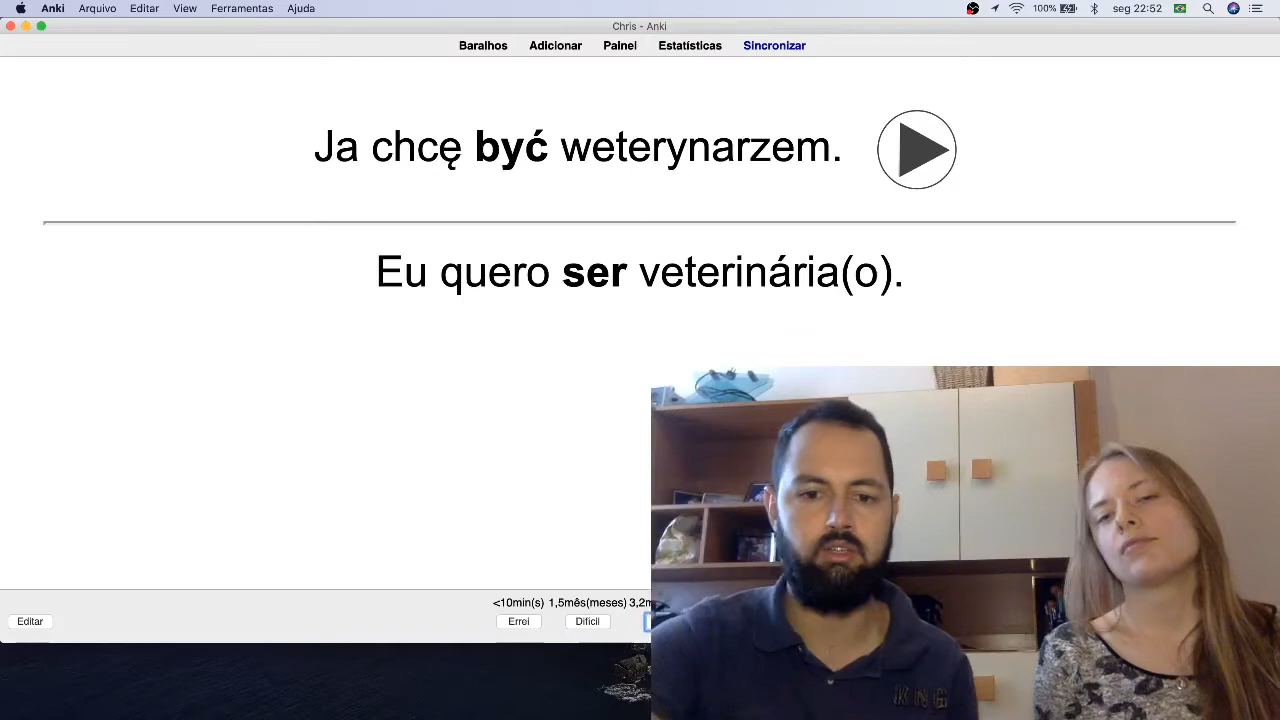 Anki Arquivo Editar View Ferramentas Ajuda 100% seg 22:52
Chris - Anki
Baralhos Adicionar Painel Estatísticas Sincronizar
Ja chcę być weterynarzem.
Eu quero ser veterinária(o).
<10min(s) 1,5mês(meses)
Editar Errei Difícil
KNG